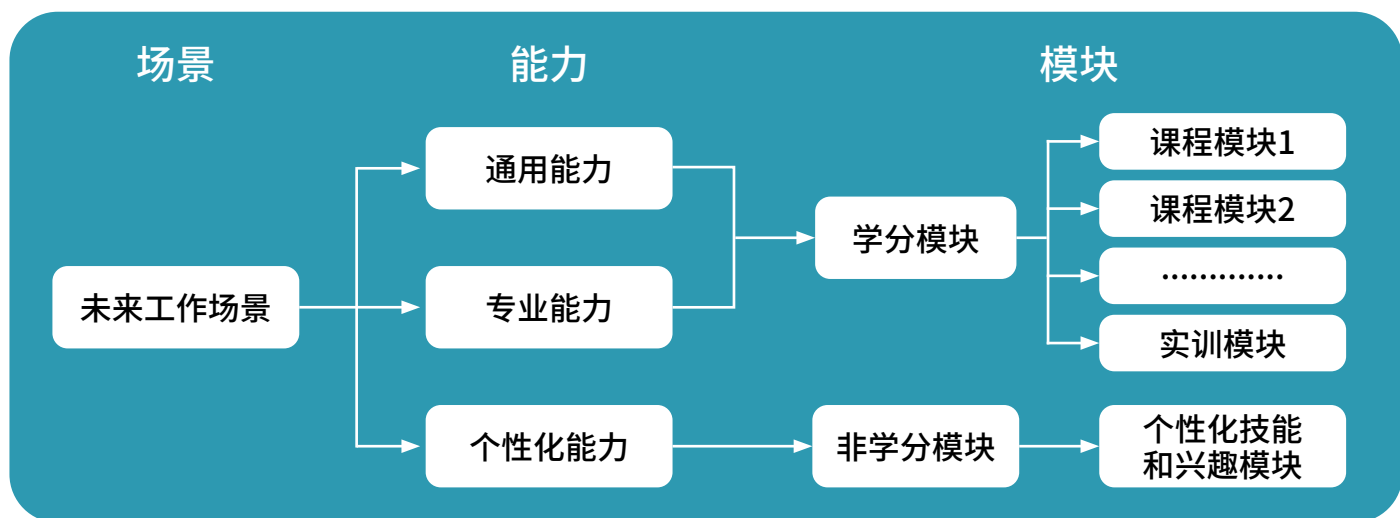 场景
能力
模块
未来工作场景
通用能力
专业能力
个性化能力
学分模块
非学分模块
课程模块1
课程模块2
·············
实训模块
个性化技能
和兴趣模块